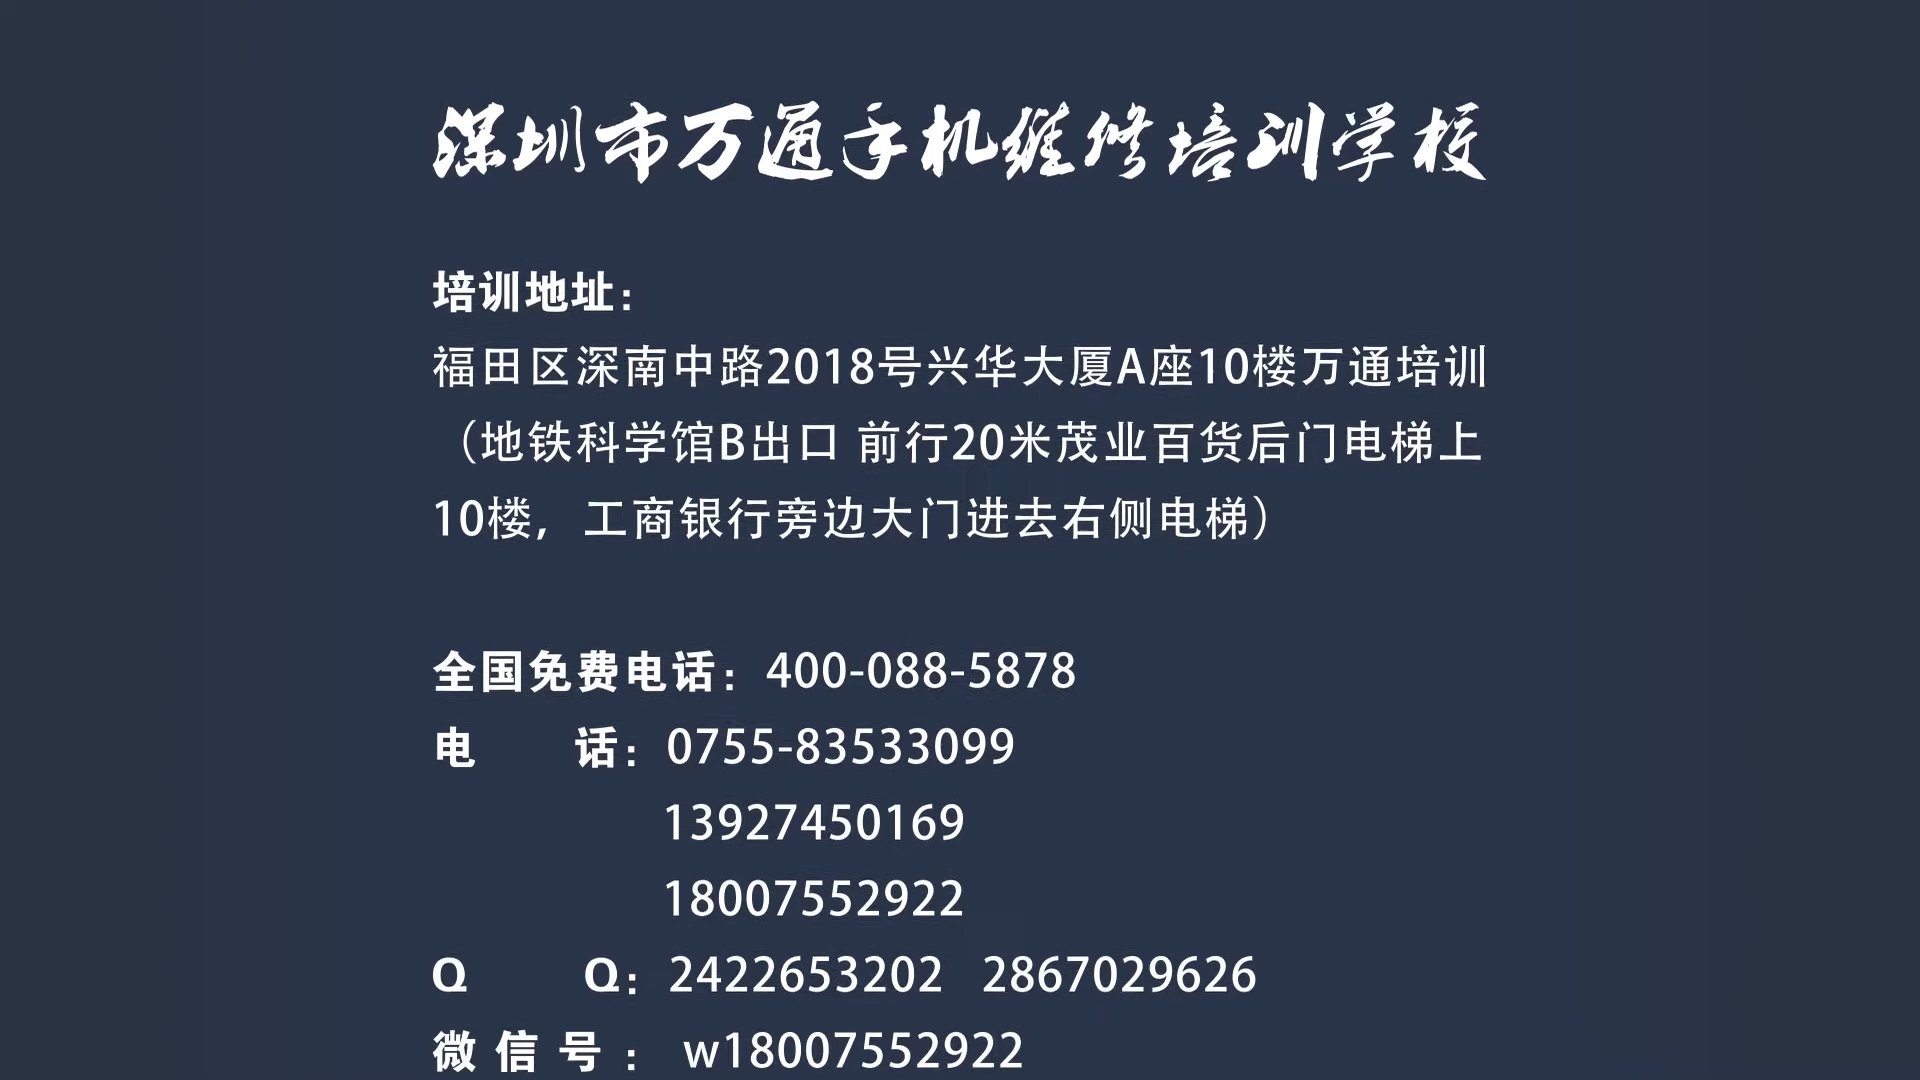 深圳市万通手机维修培训学校
培训地址：
福田区深南中路2018号兴华大厦A座10楼万通培训
（地铁科学馆B出口 前行20米茂业百货后门电梯上
10楼，工商银行旁边大门进去右侧电梯）
全国免费电话：400-088-5878
电 话：0755-83533099
13927450169
18007552922
Q Q：2422653202 2867029626
微 信 号 ： w18007552922